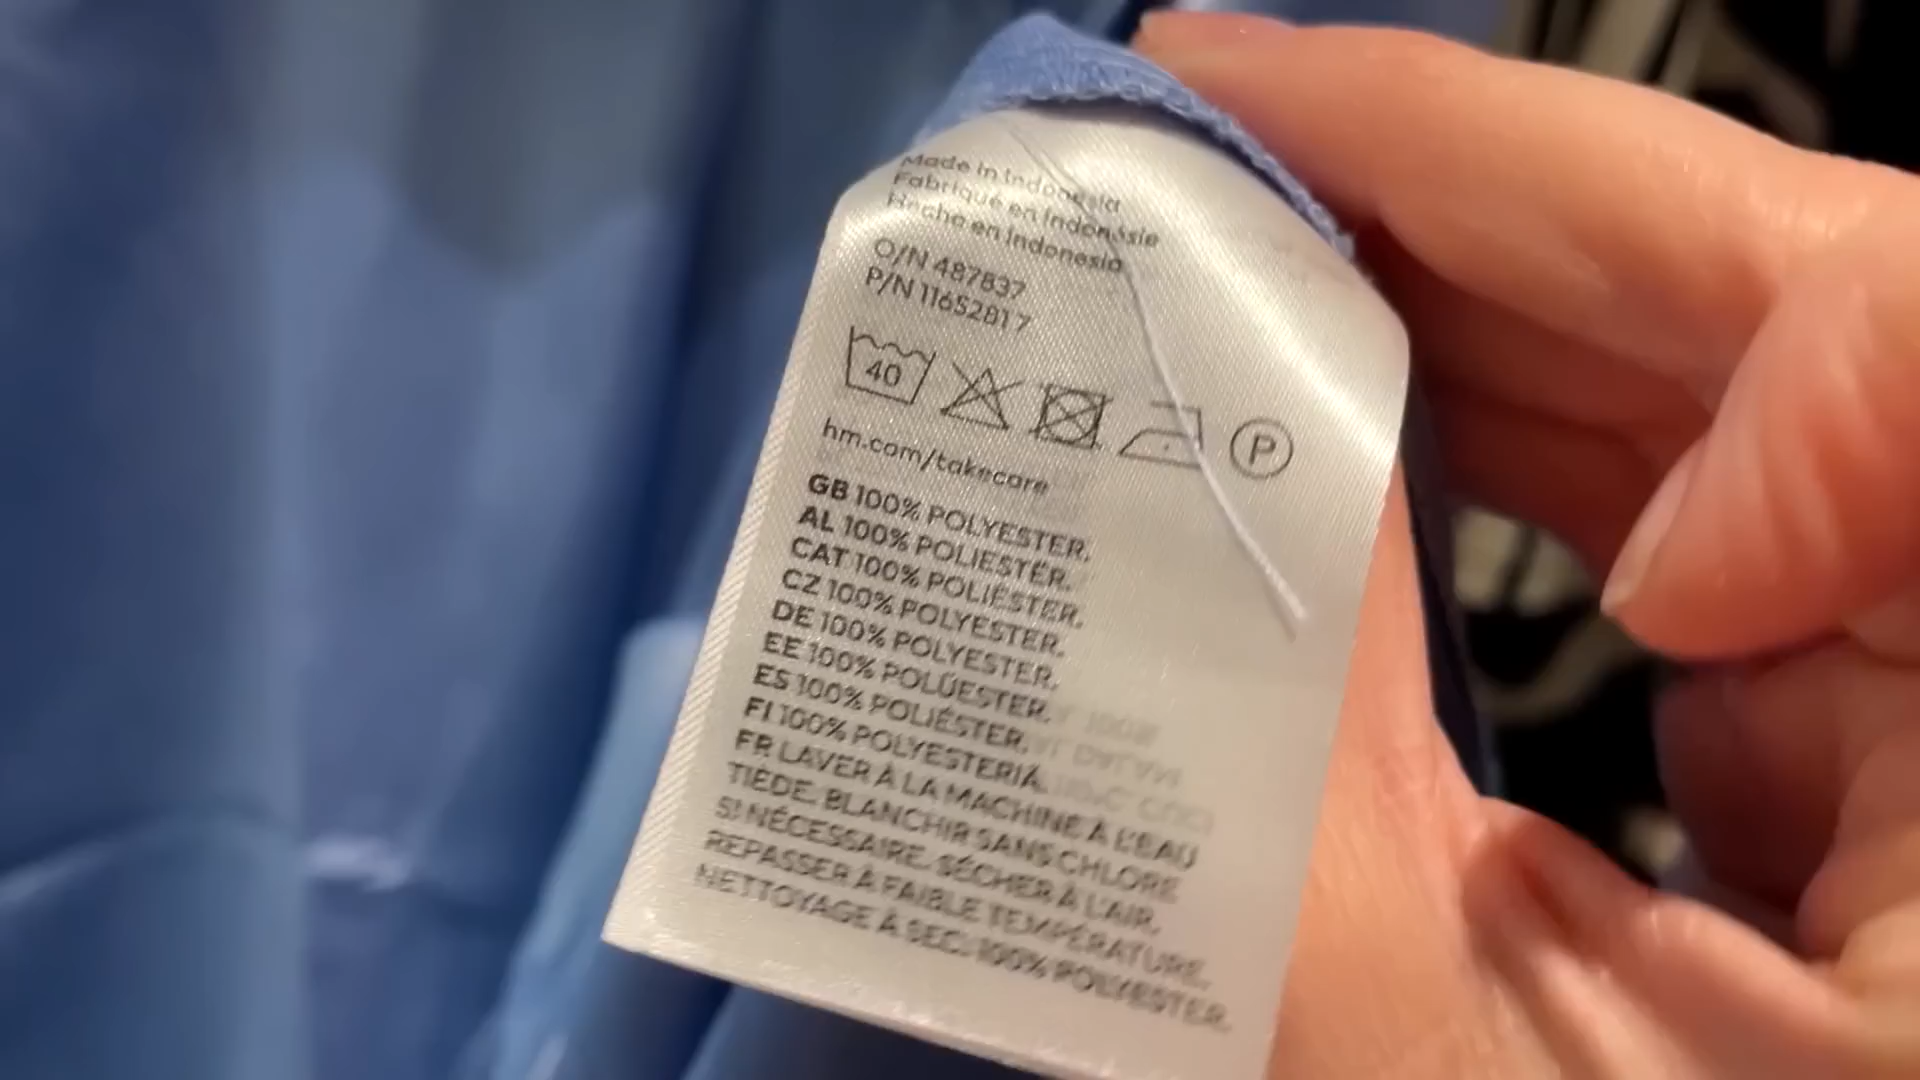 Made in Indonesia
Fabriqué en Indonésie
Hecho en Indonesia
O/N 487837
P/N 11652817
40
P
hm.com/takecare
GB 100% POLYESTER.
AL 100% POLIESTËR.
CAT 100% POLIÈSTER.
CZ 100% POLYESTER.
DE 100% POLYESTER.
EE 100% POLÜESTER.
ES 100% POLIÉSTER.
FI 100% POLYESTERIÄ.
FR LAVER À LA MACHINE À L'EAU
TIÈDE. BLANCHIR SANS CHLORE
SI NÉCESSAIRE. SÉCHER À L'AIR.
REPASSER À FAIBLE TEMPÉRATURE.
NETTOYAGE À SEC. 100% POLYESTER.